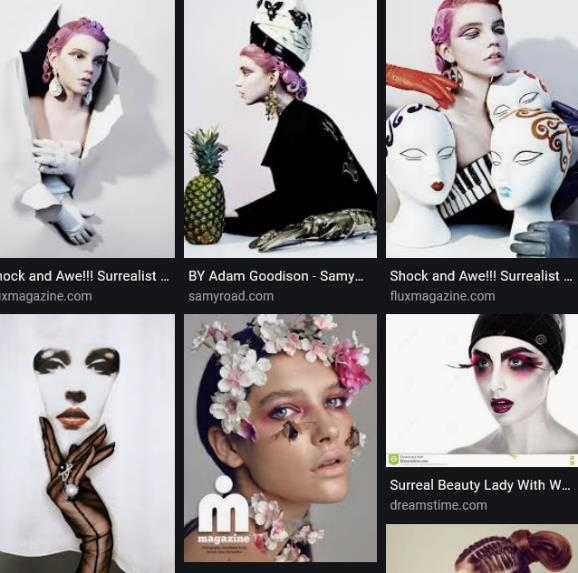 hock and Awe!!! Surrealist ...
uxmagazine.com
BY Adam Goodison - Samy...
samyroad.com
Shock and Awe!!! Surrealist ...
fluxmagazine.com
m
magazine
Surreal Beauty Lady With W...
dreamstime.com